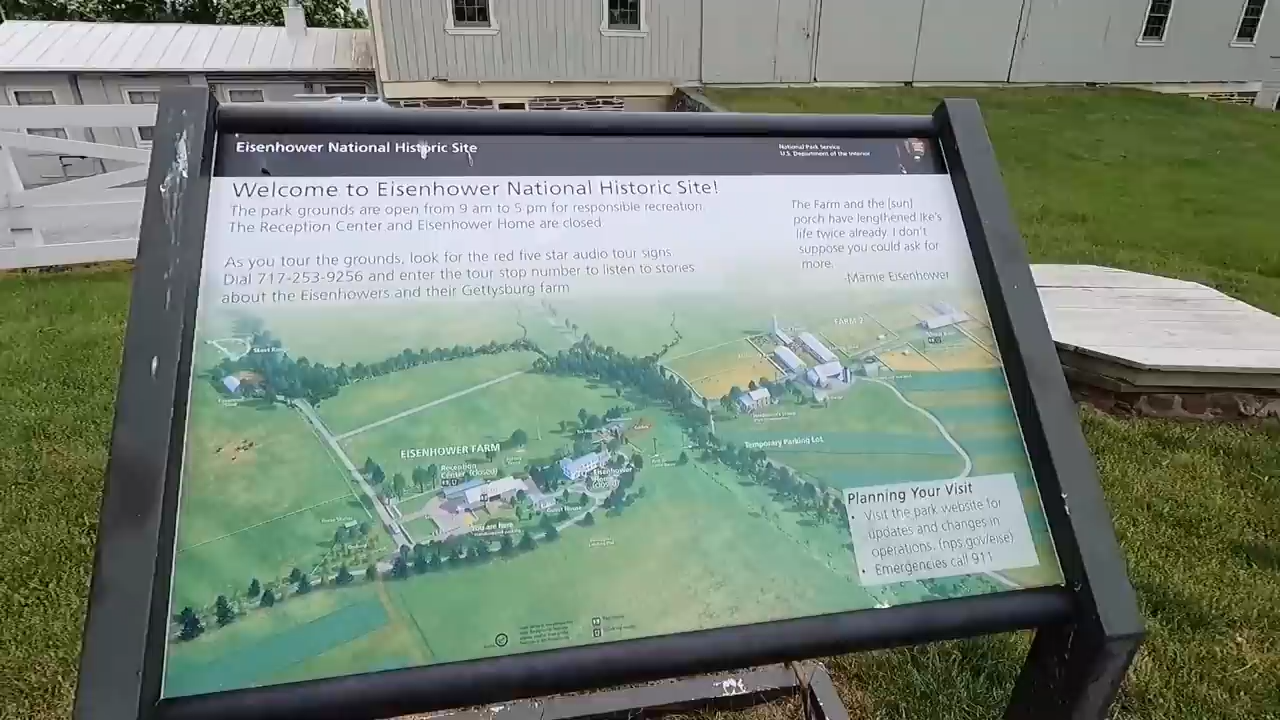 Eisenhower National Historic Site
National Park Service
U.S. Department of the Interior
Welcome to Eisenhower National Historic Site!
The park grounds are open from 9 am to 5 pm for responsible recreation.
The Reception Center and Eisenhower Home are closed.
As you tour the grounds, look for the red five star audio tour signs.
Dial 717-253-9256 and enter the tour stop number to listen to stories
about the Eisenhowers and their Gettysburg farm
The Farm and the [sun]
porch have lengthened Ike's
life twice already. I don't
suppose you could ask for
more.
-Mamie Eisenhower
FARM 2
Temporary Parking Lot
EISENHOWER FARM
Reception
Center (closed)
Eisenhower
Home
(closed)
Guest House
You are here
Planning Your Visit
• Visit the park website for
updates and changes in
operations. (nps.gov/eise)
• Emergencies call 911